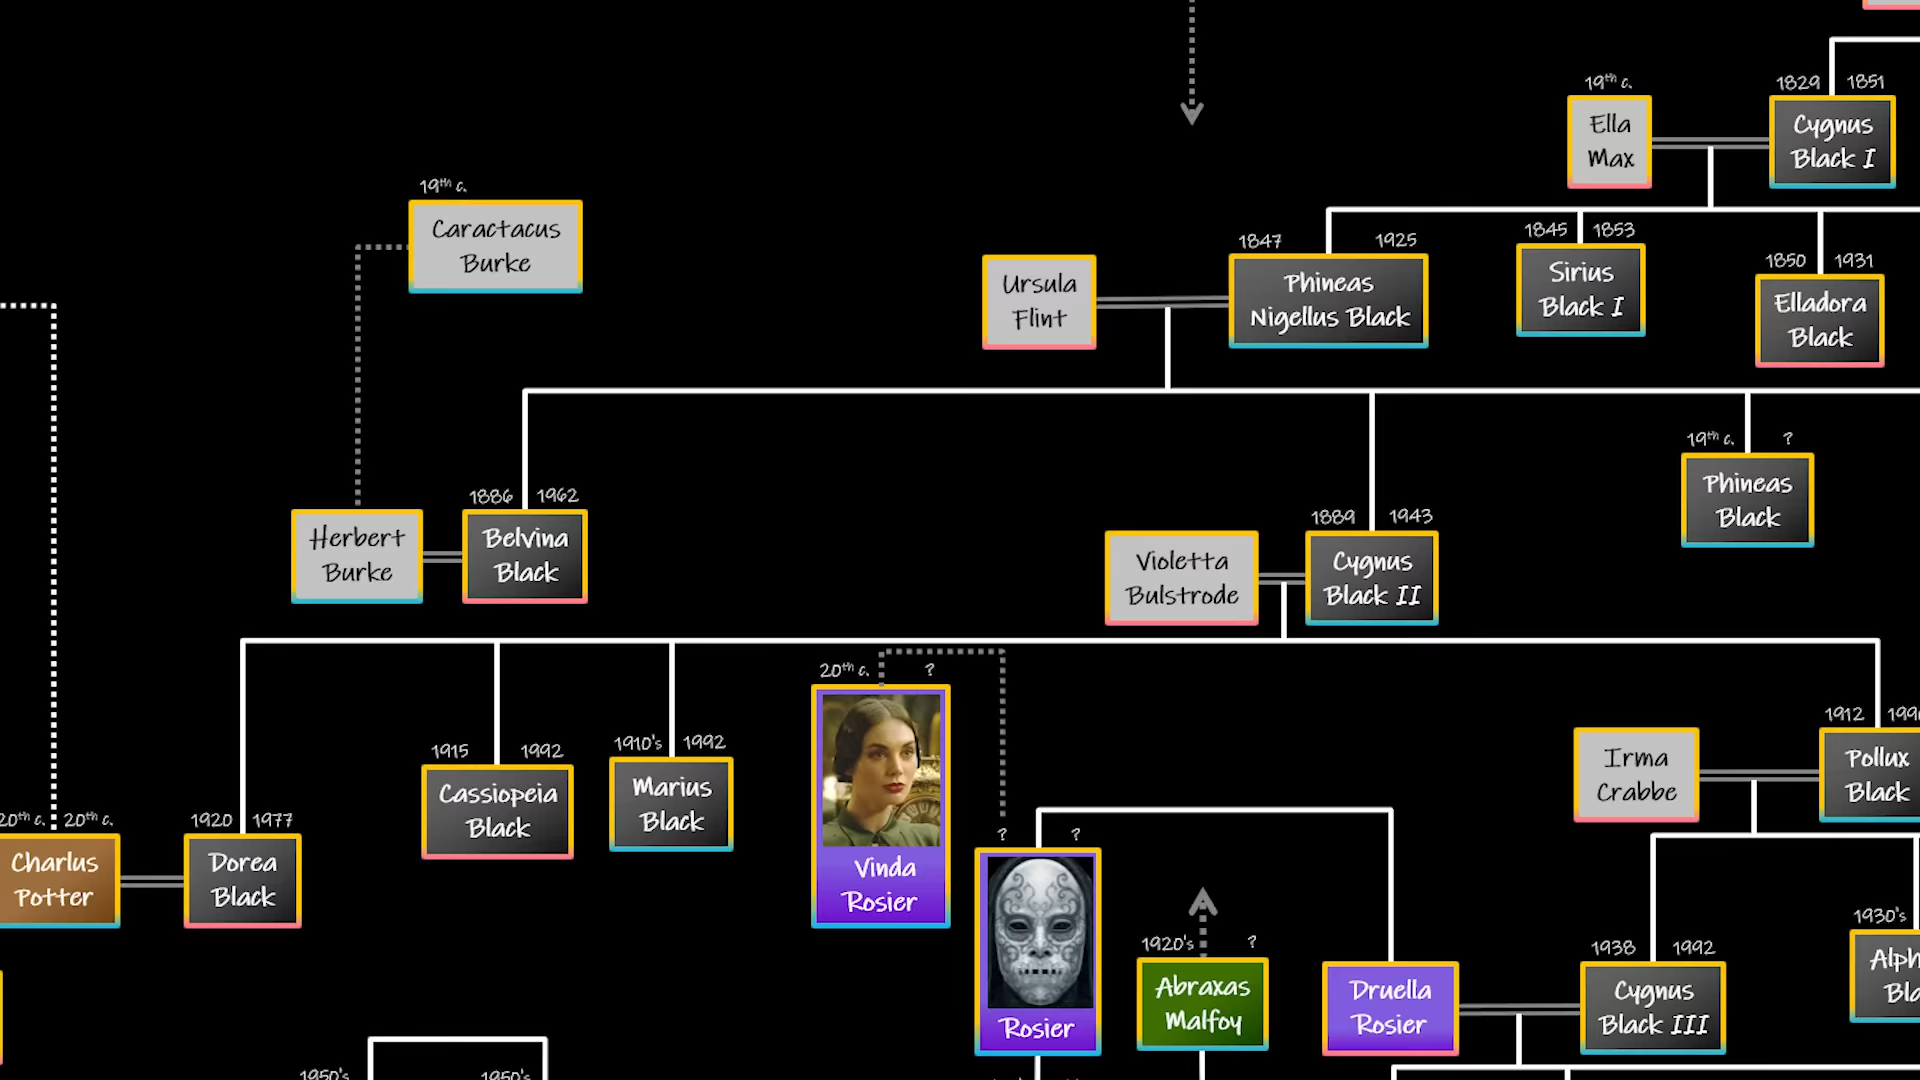 19th c.
1829 1851
Ella
Max
Cygnus
Black I
19th c.
Caractacus
Burke
1847 1925
1845 1853
1850 1931
Ursula
Flint
Phineas
Nigellus Black
Sirius
Black I
Elladora
Black
19th c. ?
Phineas
Black
1886 1962
Herbert
Burke
Belvina
Black
1889 1943
Violetta
Bulstrode
Cygnus
Black II
20th c. ?
Vinda
Rosier
1915 1992
Cassiopeia
Black
1910's 1992
Marius
Black
1912
Irma
Crabbe
Pollux
Black
20th c. 20th c.
Charlus
Potter
1920 1977
Dorea
Black
? ?
Rosier
1920's ?
Abraxas
Malfoy
Druella
Rosier
1938 1992
Cygnus
Black III
1930's
Alph
Bla
1950's 1950's